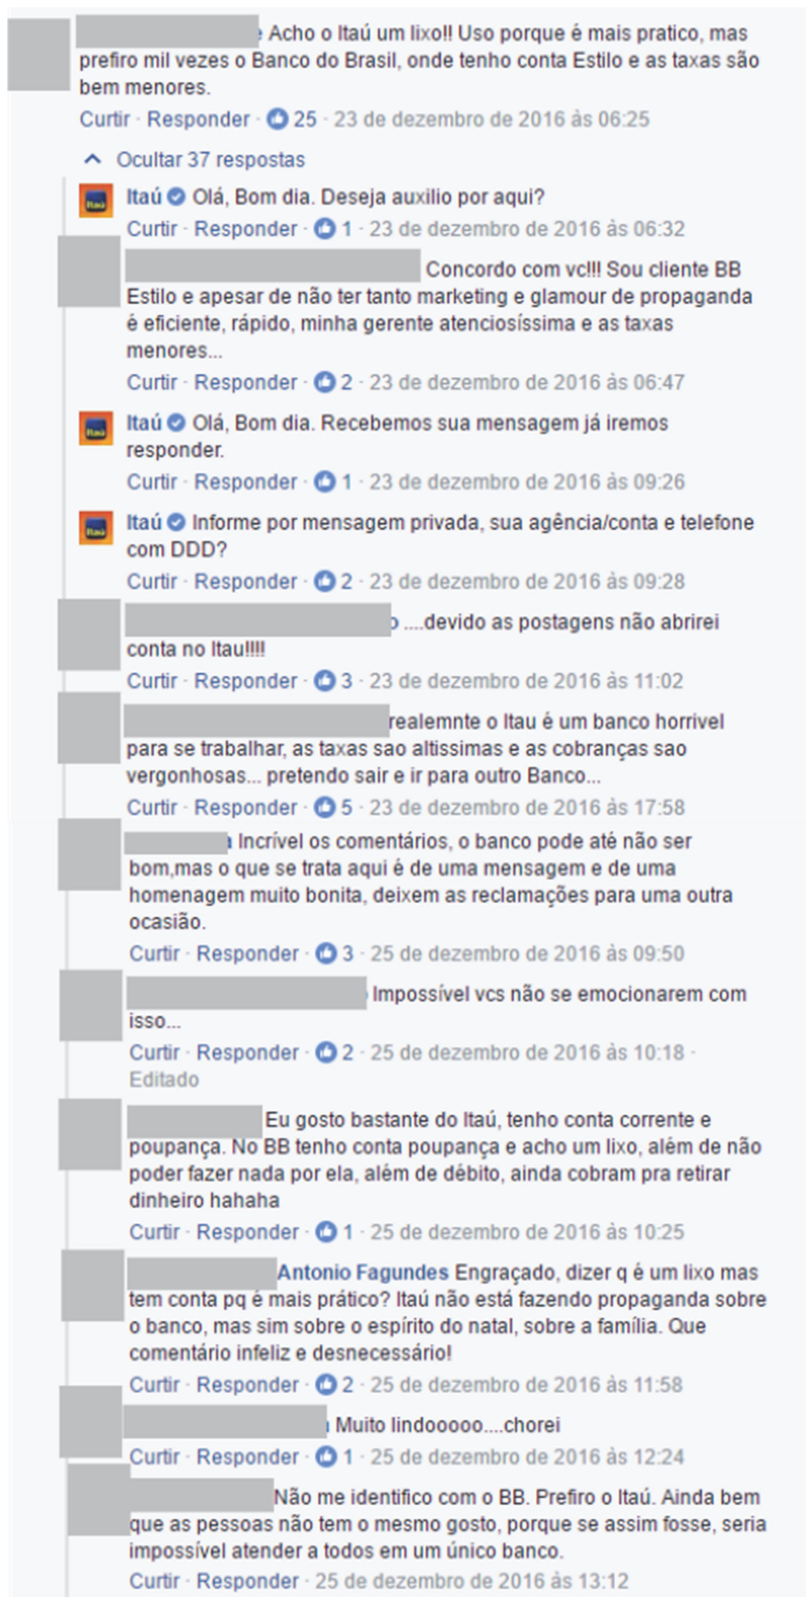 Acho o Itaú um lixo!! Uso porque é mais pratico, mas
prefiro mil vezes o Banco do Brasil, onde tenho conta Estilo e as taxas são
bem menores.
Curtir · Responder · 25 · 23 de dezembro de 2016 às 06:25
Ocultar 37 respostas
Itaú Olá, Bom dia. Deseja auxilio por aqui?
Curtir · Responder · 1 · 23 de dezembro de 2016 às 06:32
Concordo com vc!!! Sou cliente BB
Estilo e apesar de não ter tanto marketing e glamour de propaganda
é eficiente, rápido, minha gerente atenciosíssima e as taxas
menores...
Curtir · Responder · 2 · 23 de dezembro de 2016 às 06:47
Itaú Olá, Bom dia. Recebemos sua mensagem já iremos
responder.
Curtir · Responder · 1 · 23 de dezembro de 2016 às 09:26
Itaú Informe por mensagem privada, sua agência/conta e telefone
com DDD?
Curtir · Responder · 2 · 23 de dezembro de 2016 às 09:28
....devido as postagens não abrirei
conta no Itau!!!!
Curtir · Responder · 3 · 23 de dezembro de 2016 às 11:02
realemnte o Itau é um banco horrivel
para se trabalhar, as taxas sao altissimas e as cobranças sao
vergonhosas... pretendo sair e ir para outro Banco...
Curtir · Responder · 5 · 23 de dezembro de 2016 às 17:58
Incrível os comentários, o banco pode até não ser
bom,mas o que se trata aqui é de uma mensagem e de uma
homenagem muito bonita, deixem as reclamações para uma outra
ocasião.
Curtir · Responder · 3 · 25 de dezembro de 2016 às 09:50
Impossível vcs não se emocionarem com
isso...
Curtir · Responder · 2 · 25 de dezembro de 2016 às 10:18 ·
Editado
Eu gosto bastante do Itaú, tenho conta corrente e
poupança. No BB tenho conta poupança e acho um lixo, além de não
poder fazer nada por ela, além de débito, ainda cobram pra retirar
dinheiro hahaha
Curtir · Responder · 1 · 25 de dezembro de 2016 às 10:25
Antonio Fagundes Engraçado, dizer q é um lixo mas
tem conta pq é mais prático? Itaú não está fazendo propaganda sobre
o banco, mas sim sobre o espírito do natal, sobre a família. Que
comentário infeliz e desnecessário!
Curtir · Responder · 2 · 25 de dezembro de 2016 às 11:58
Muito lindooooo....chorei
Curtir · Responder · 1 · 25 de dezembro de 2016 às 12:24
Não me identifico com o BB. Prefiro o Itaú. Ainda bem
que as pessoas não tem o mesmo gosto, porque se assim fosse, seria
impossível atender a todos em um único banco.
Curtir · Responder · 25 de dezembro de 2016 às 13:12